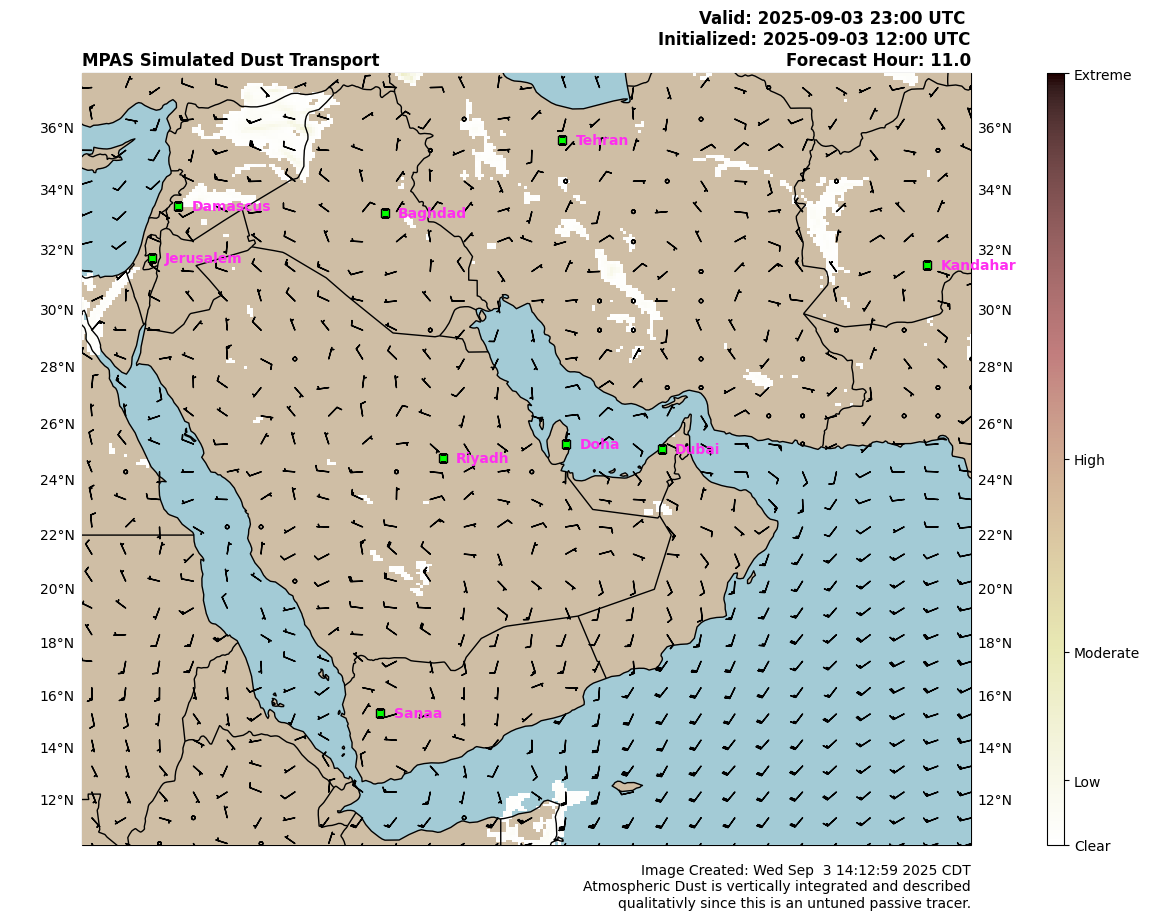 Valid: 2025-09-03 23:00 UTC
Initialized: 2025-09-03 12:00 UTC
MPAS Simulated Dust Transport
Forecast Hour: 11.0
Extreme
36°N
Tehran
36°N
34°N
Damascus
Baghdad
34°N
32°N
Jerusalem
32°N
Kandahar
30°N
30°N
28°N
28°N
26°N
Doha
Dubai
26°N
Riyadh
High
24°N
24°N
22°N
22°N
20°N
20°N
18°N
18°N
Moderate
16°N
16°N
Sanaa
14°N
14°N
Low
12°N
12°N
Clear
Image Created: Wed Sep  3 14:12:59 2025 CDT
Atmospheric Dust is vertically integrated and described
qualitativly since this is an untuned passive tracer.